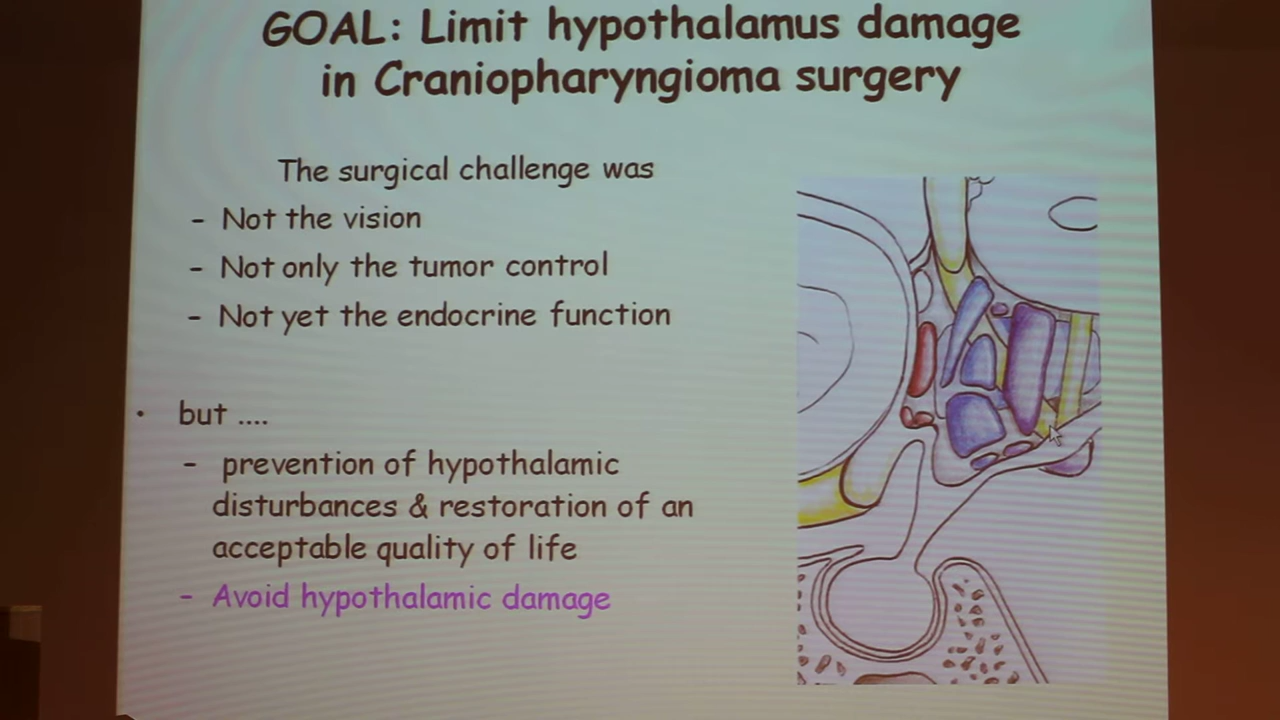 GOAL: Limit hypothalamus damage
in Craniopharyngioma surgery
The surgical challenge was
- Not the vision
- Not only the tumor control
- Not yet the endocrine function
• but ....
- prevention of hypothalamic
disturbances & restoration of an
acceptable quality of life
- Avoid hypothalamic damage